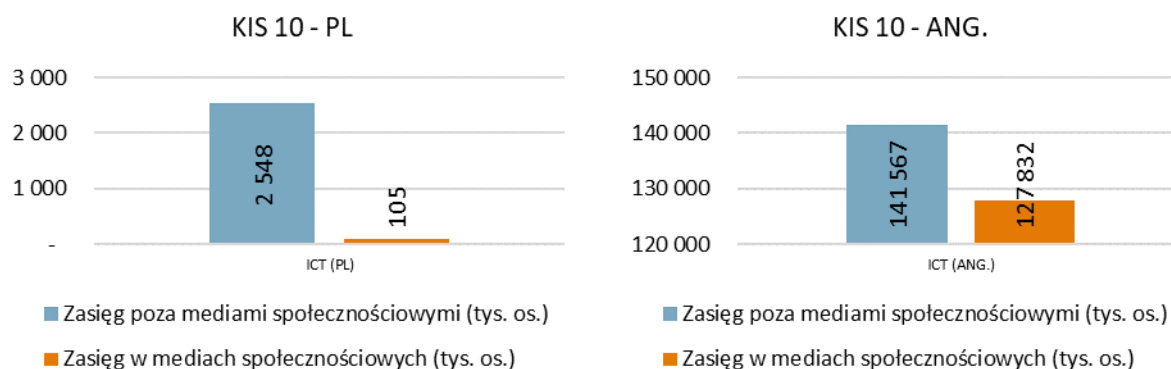 KIS 10 - PL
3 000
2 000
1 000
-
2 548
105
ICT (PL)
Zasięg poza mediami społecznościowymi (tys. os.)
Zasięg w mediach społecznościowych (tys. os.)
KIS 10 - ANG.
150 000
140 000
130 000
120 000
141 567
127 832
ICT (ANG.)
Zasięg poza mediami społecznościowymi (tys. os.)
Zasięg w mediach społecznościowych (tys. os.)